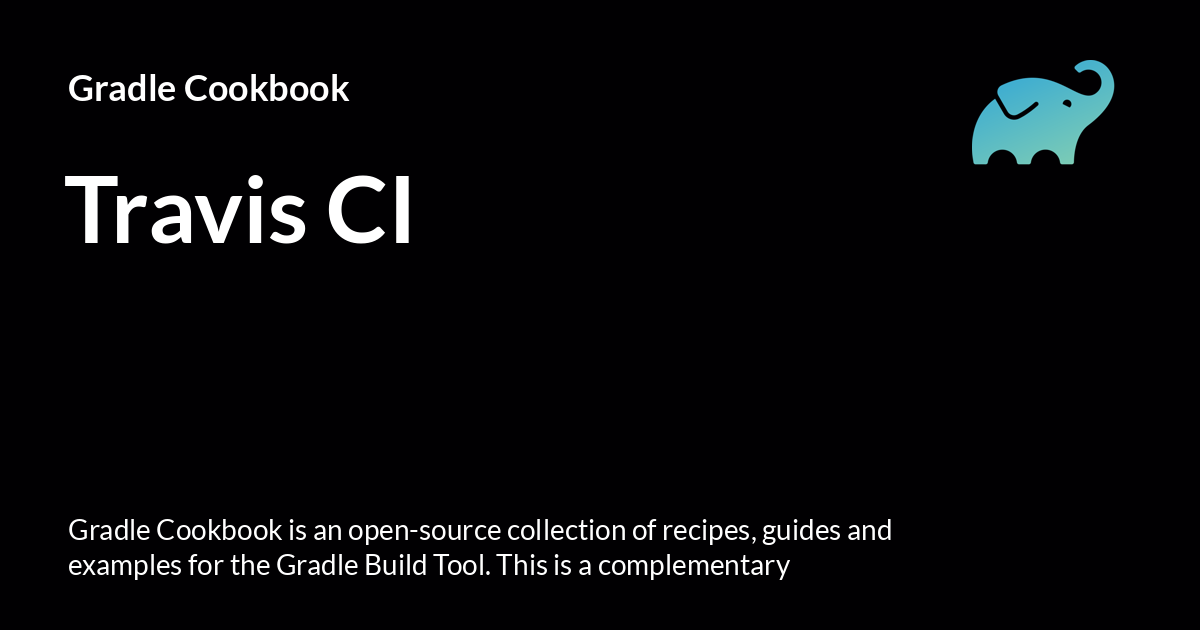 Gradle Cookbook
Travis CI
Gradle Cookbook is an open-source collection of recipes, guides and
examples for the Gradle Build Tool. This is a complementary